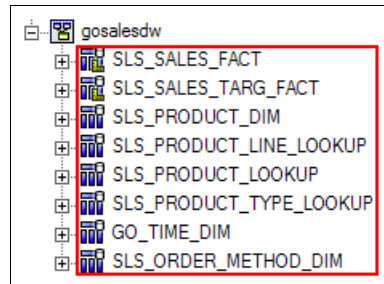 gosalesdw
SLS_SALES_FACT
SLS_SALES_TARG_FACT
SLS_PRODUCT_DIM
SLS_PRODUCT_LINE_LOOKUP
SLS_PRODUCT_LOOKUP
SLS_PRODUCT_TYPE_LOOKUP
GO_TIME_DIM
SLS_ORDER_METHOD_DIM